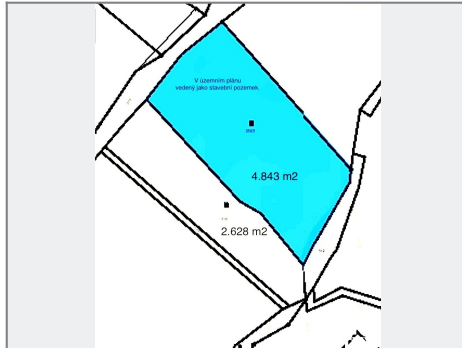 V územním plánu
vedený jako stavební pozemek
4.843 m2
2.628 m2